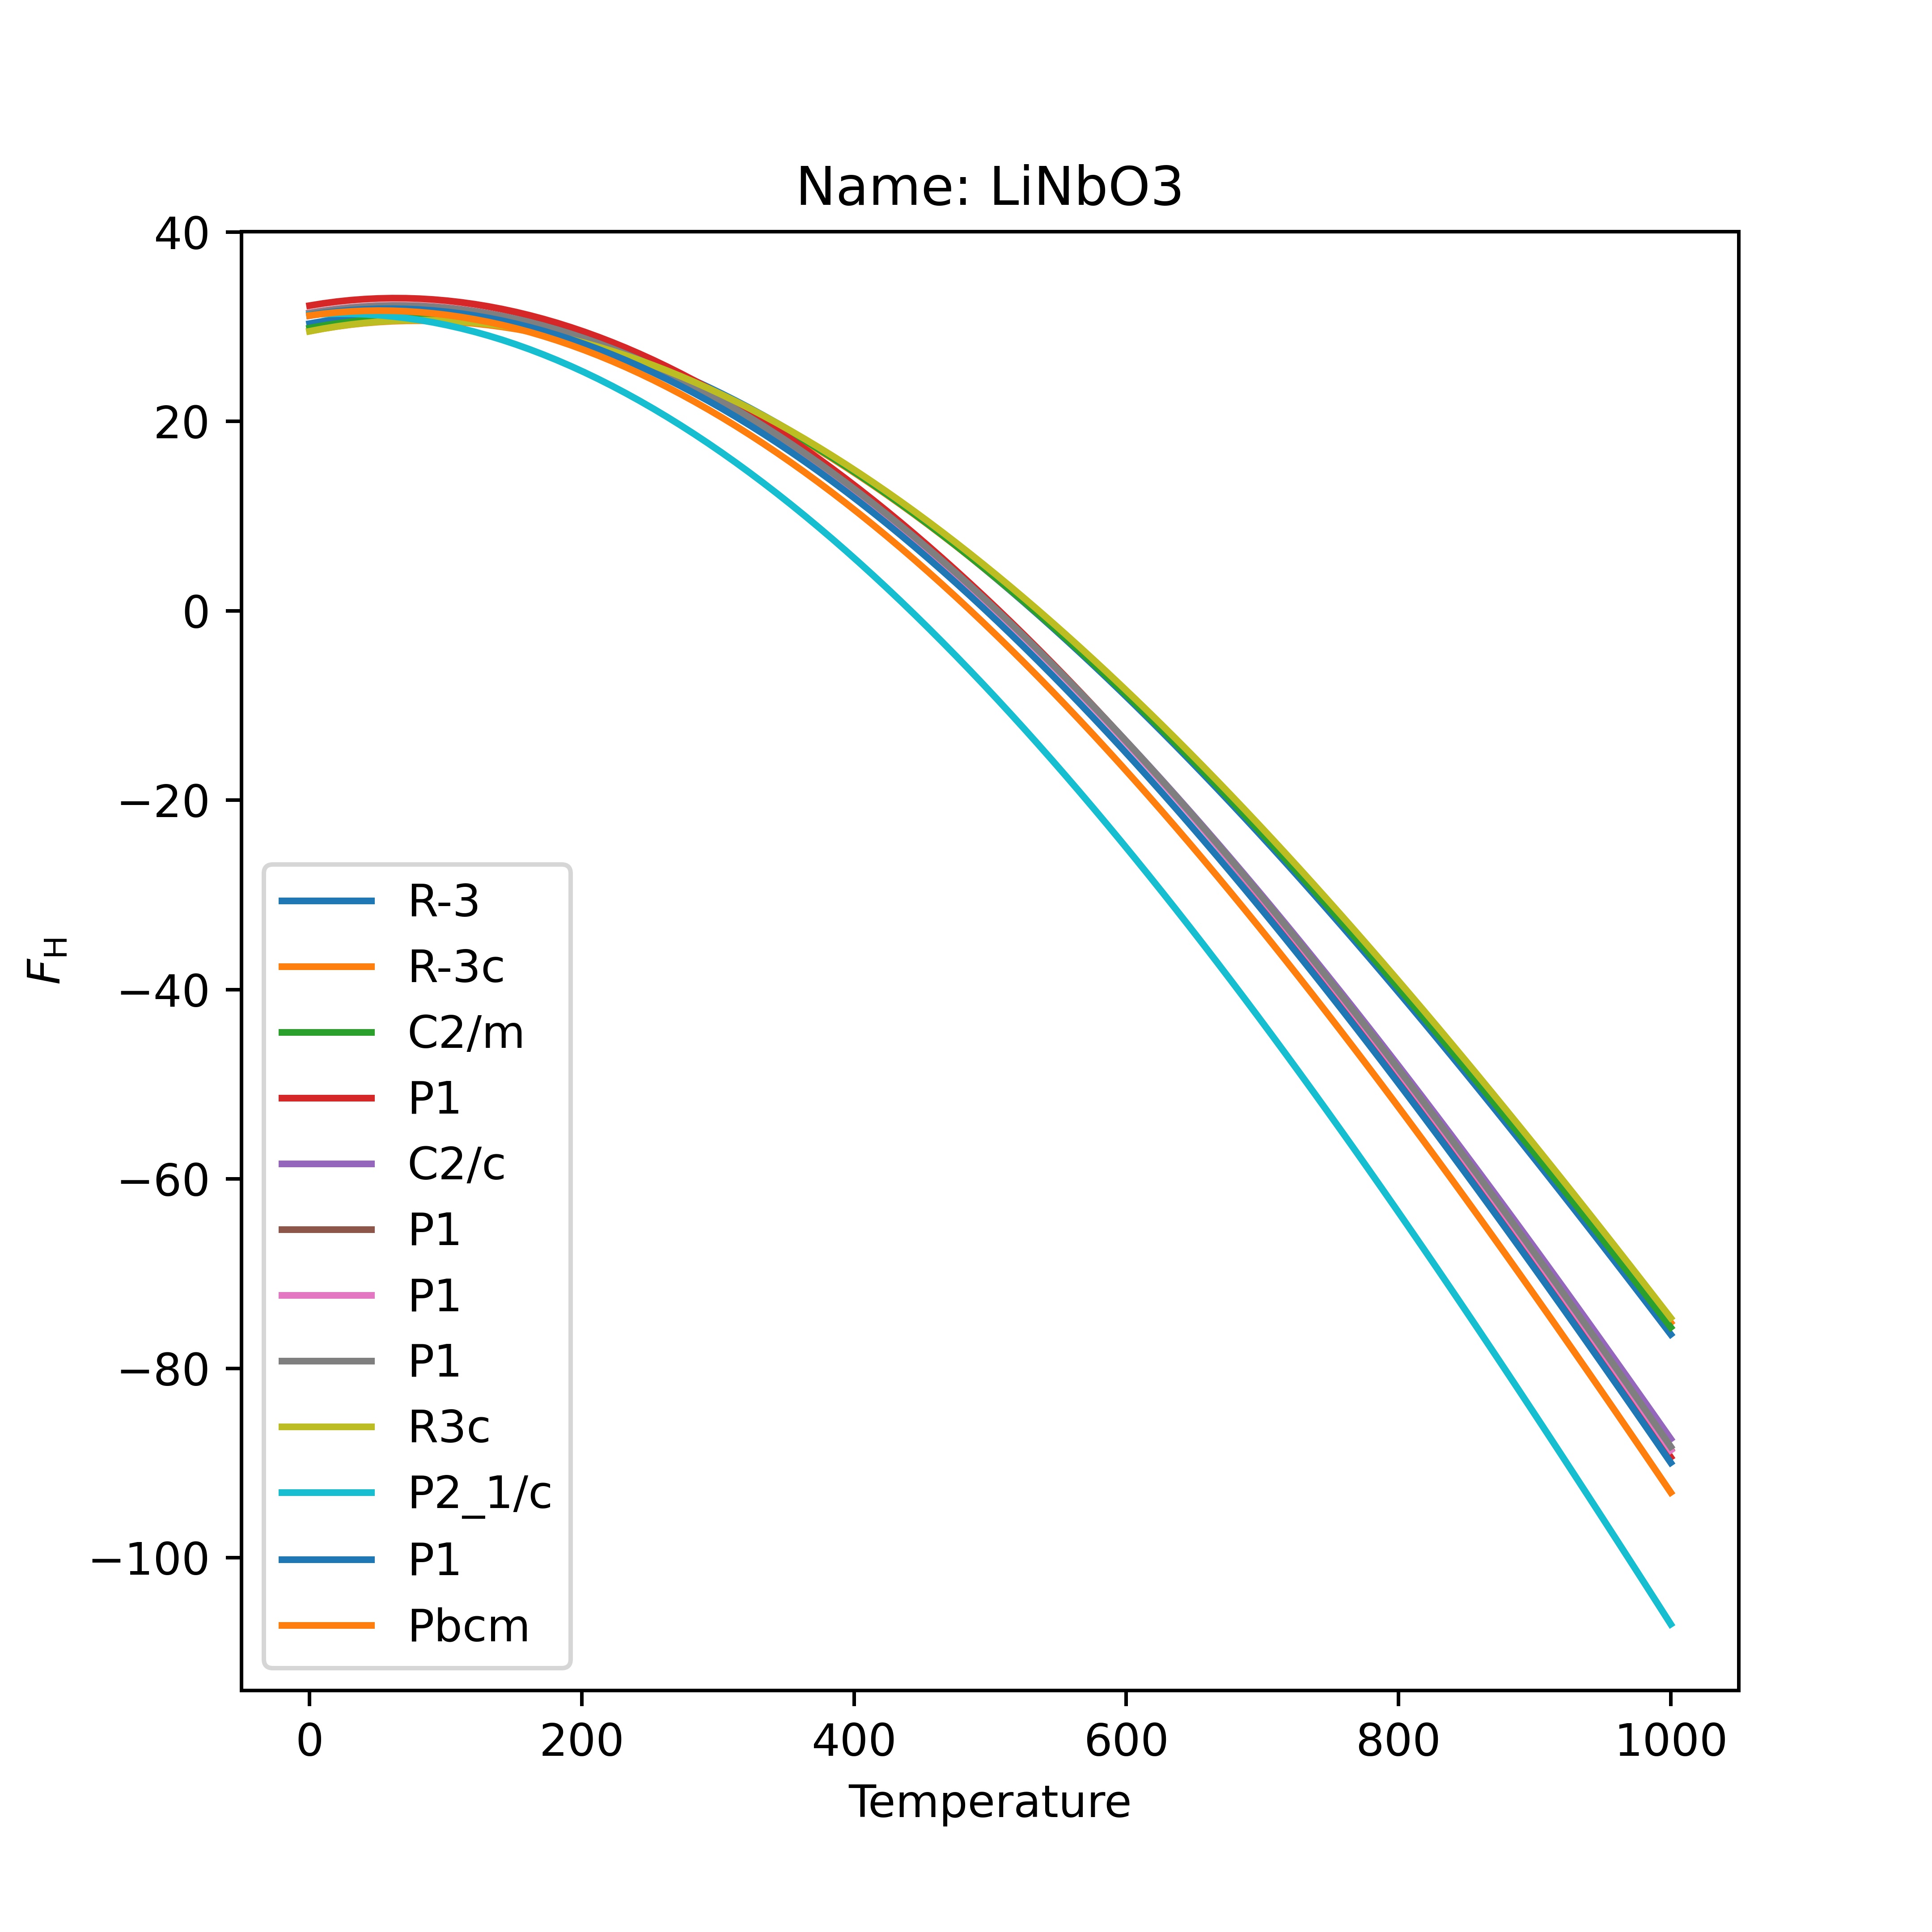 Name: LiNbO3
40
20
0
−20
−40
−60
−80
−100
F_H
R-3
R-3c
C2/m
P1
C2/c
P1
P1
P1
R3c
P2_1/c
P1
Pbcm
0 200 400 600 800 1000
Temperature